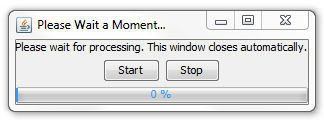 Please Wait a Moment...
Please wait for processing. This window closes automatically.
Start Stop
0 %